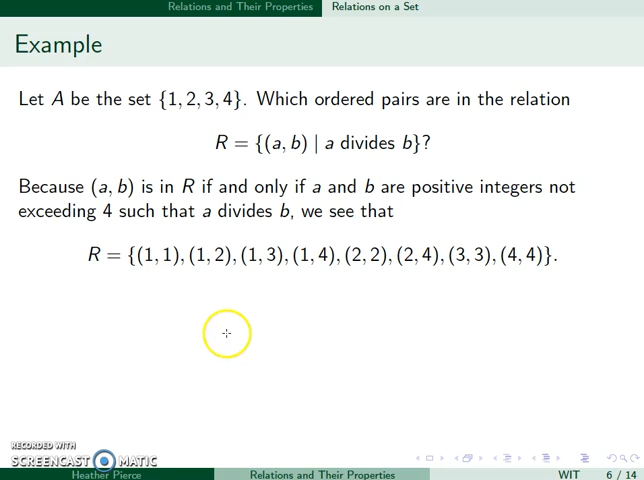 Relations and Their Properties Relations on a Set
Example
Let A be the set {1, 2, 3, 4}. Which ordered pairs are in the relation
R = {(a, b) | a divides b}?
Because (a, b) is in R if and only if a and b are positive integers not
exceeding 4 such that a divides b, we see that
R = {(1, 1), (1, 2), (1, 3), (1, 4), (2, 2), (2, 4), (3, 3), (4, 4)}.
RECORDED WITH
SCREENCAST MATIC
Heather Pierce Relations and Their Properties WIT 6 / 14